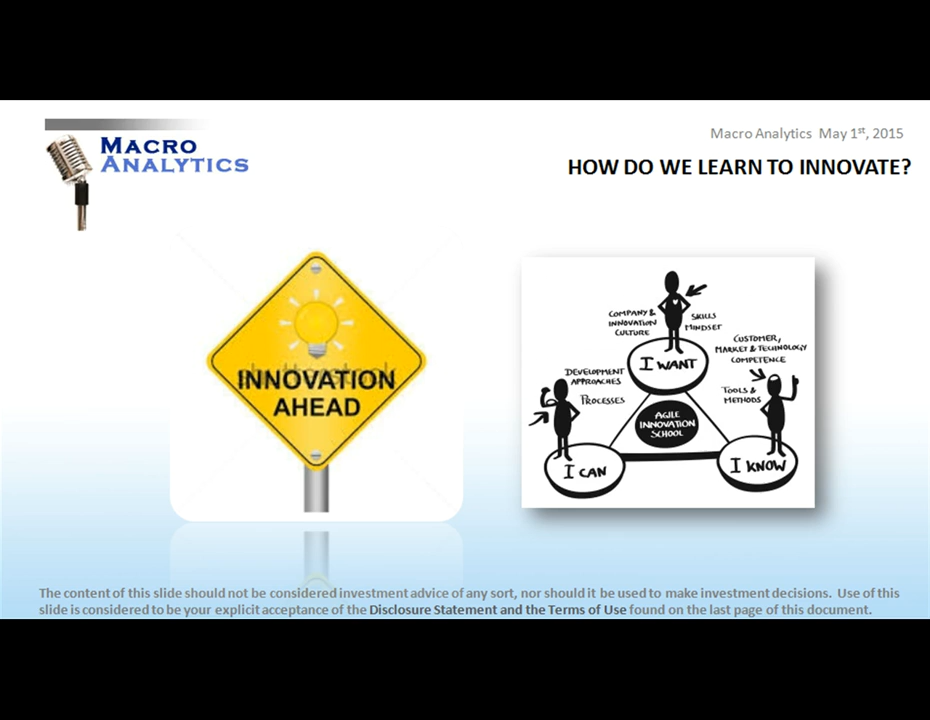 MACRO
ANALYTICS
Macro Analytics May 1st, 2015
HOW DO WE LEARN TO INNOVATE?
INNOVATION
AHEAD
COMPANY &
INNOVATION
CULTURE
SKILLS
MINDSET
I WANT
CUSTOMER,
MARKET & TECHNOLOGY
COMPETENCE
DEVELOPMENT
APPROACHES
PROCESSES
TOOLS &
METHODS
AGILE
INNOVATION
SCHOOL
I CAN
I KNOW
The content of this slide should not be considered investment advice of any sort, nor should it be used to make investment decisions. Use of this
slide is considered to be your explicit acceptance of the Disclosure Statement and the Terms of Use found on the last page of this document.